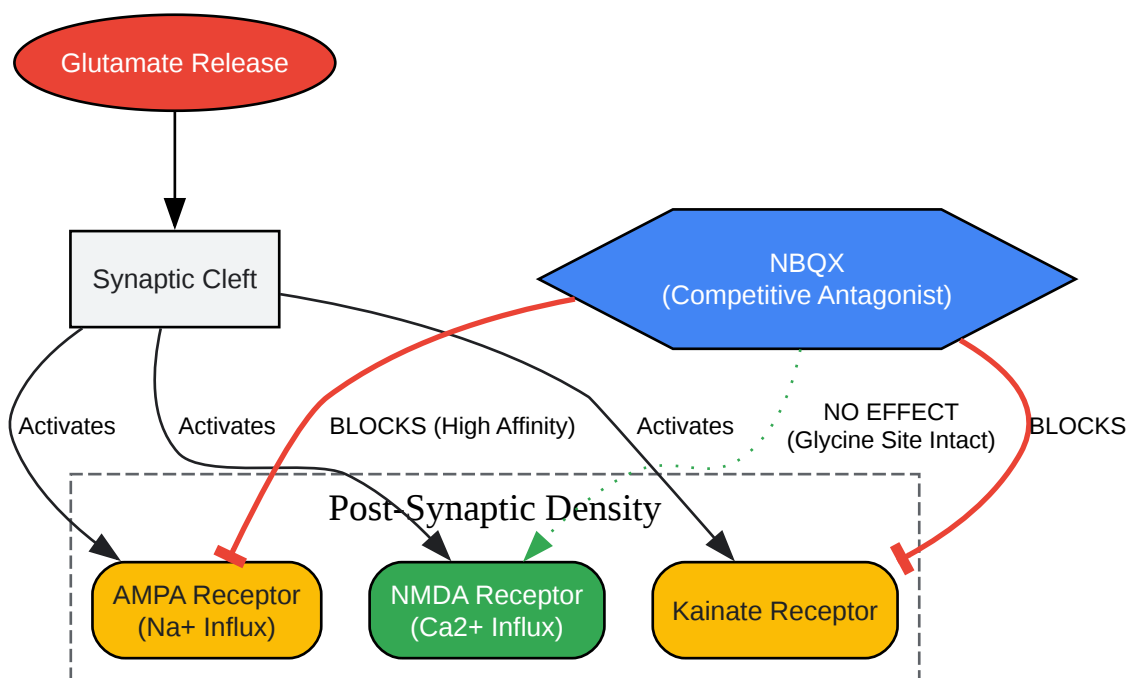 Glutamate Release
Synaptic Cleft
NBQX
(Competitive Antagonist)
Activates
Activates
BLOCKS (High Affinity)
Activates
NO EFFECT
(Glycine Site Intact)
BLOCKS
Post-Synaptic Density
AMPA Receptor
(Na+ Influx)
NMDA Receptor
(Ca2+ Influx)
Kainate Receptor